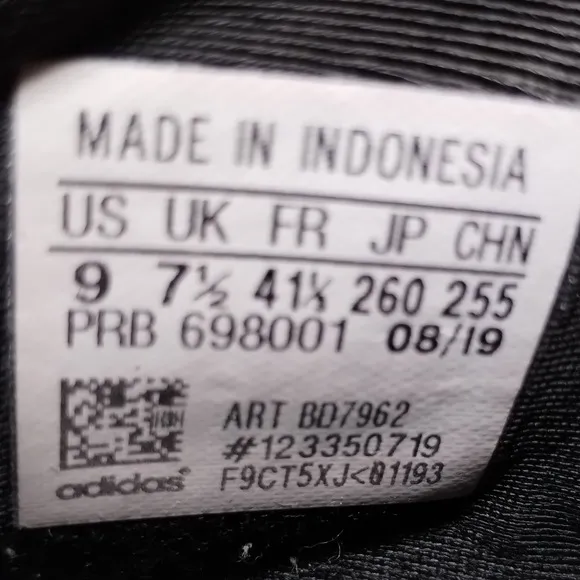 MADE IN INDONESIA
US UK FR JP CHN
9 7½ 41⅓ 260 255
PRB 698001 08/19
ART BD7962
#123350719
adidas F9CT5XJ<01193